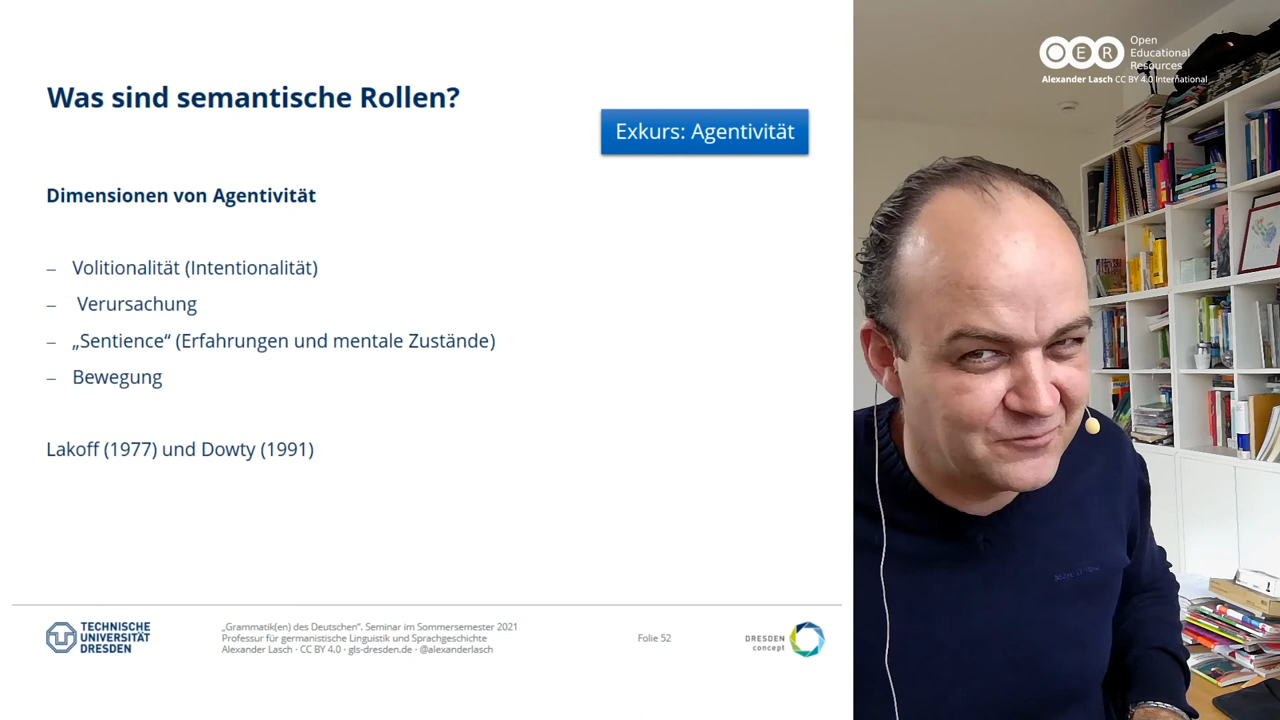 Was sind semantische Rollen?
Exkurs: Agentivität
Dimensionen von Agentivität
– Volitionalität (Intentionalität)
– Verursachung
– „Sentience“ (Erfahrungen und mentale Zustände)
– Bewegung
Lakoff (1977) und Dowty (1991)
TECHNISCHE
UNIVERSITÄT
DRESDEN
„Grammatik(en) des Deutschen“. Seminar im Sommersemester 2021
Professur für germanistische Linguistik und Sprachgeschichte
Alexander Lasch · CC BY 4.0 · gls-dresden.de · @alexanderlasch
Folie 52
DRESDEN
concept
OER
Open
Educational
Resources
Alexander Lasch CC BY 4.0 International